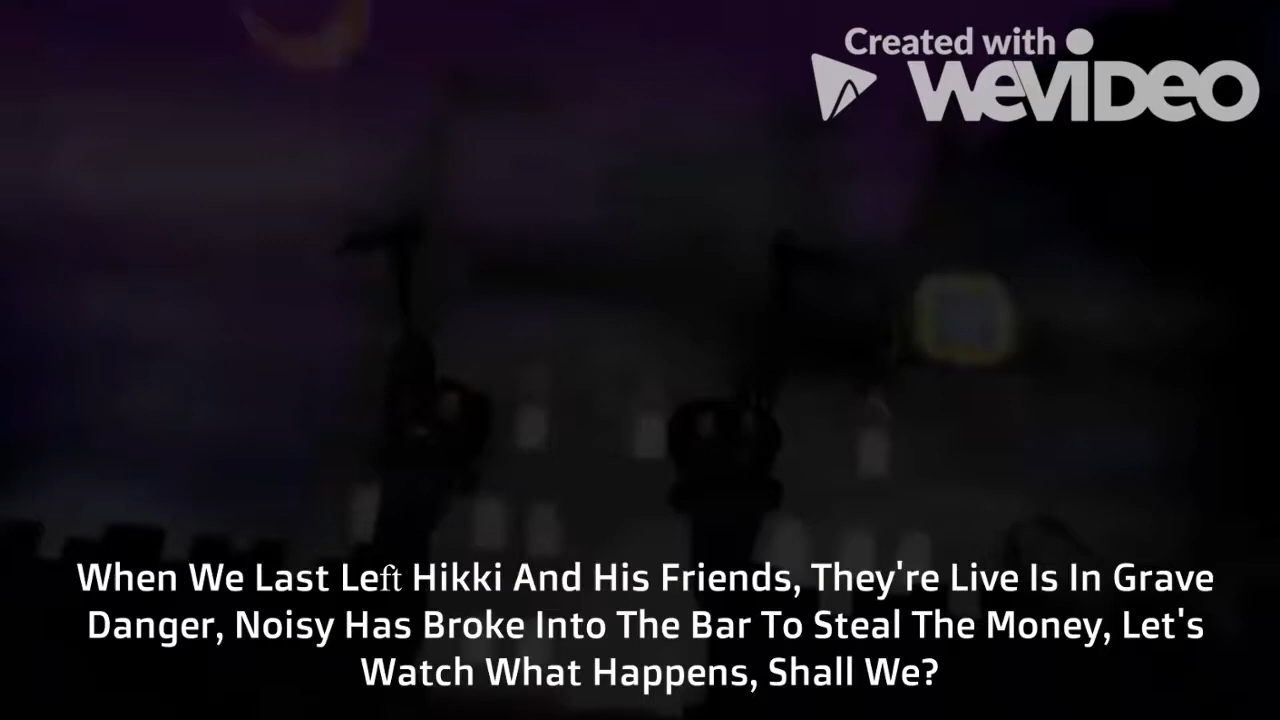 Created with
WeVideo
When We Last Left Hikki And His Friends, They're Live Is In Grave
Danger, Noisy Has Broke Into The Bar To Steal The Money, Let's
Watch What Happens, Shall We?